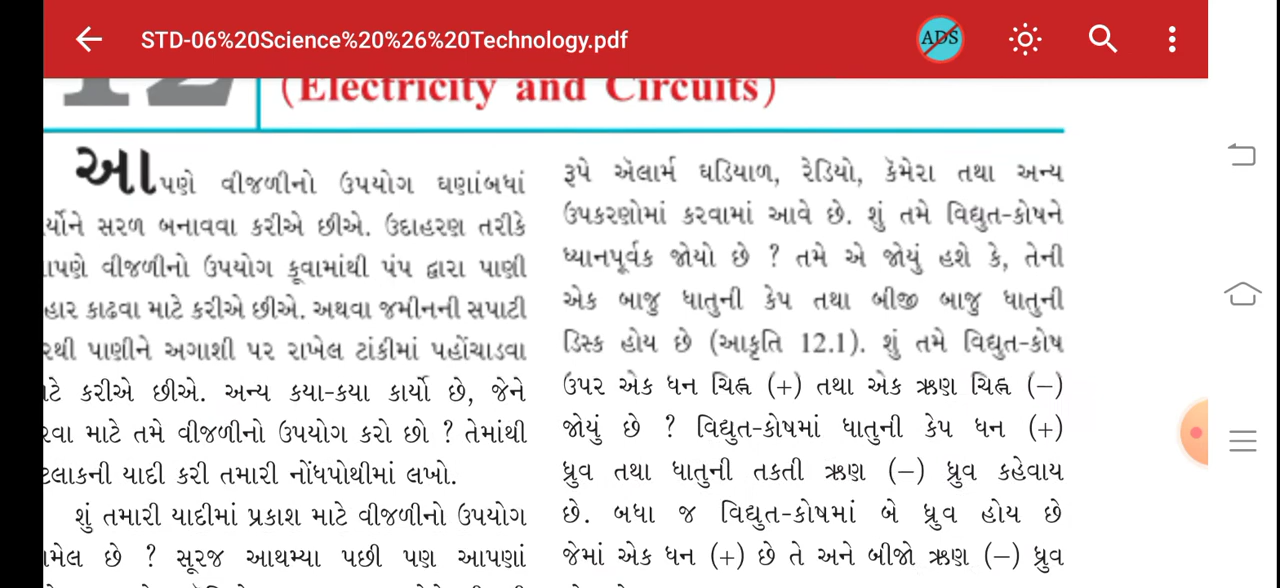 STD-06%20Science%20%26%20Technology.pdf
ADS
12
(Electricity and Circuits)
આપણે વીજળીનો ઉપયોગ ઘણાંબધાં
ર્યોને સરળ બનાવવા કરીએ છીએ. ઉદાહરણ તરીકે
ાપણે વીજળીનો ઉપયોગ કૂવામાંથી પંપ દ્વારા પાણી
હાર કાઢવા માટે કરીએ છીએ. અથવા જમીનની સપાટી
રથી પાણીને અગાશી પર રાખેલ ટાંકીમાં પહોંચાડવા
ાટે કરીએ છીએ. અન્ય કયા-કયા કાર્યો છે, જેને
રવા માટે તમે વીજળીનો ઉપયોગ કરો છો ? તેમાંથી
ટલાકની યાદી કરી તમારી નોંધપોથીમાં લખો.
શું તમારી યાદીમાં પ્રકાશ માટે વીજળીનો ઉપયોગ
ામેલ છે ? સૂરજ આથમ્યા પછી પણ આપણાં
રૂપે ઍલાર્મ ઘડિયાળ, રેડિયો, કૅમેરા તથા અન્ય
ઉપકરણોમાં કરવામાં આવે છે. શું તમે વિદ્યુત-કોષને
ધ્યાનપૂર્વક જોયો છે ? તમે એ જોયું હશે કે, તેની
એક બાજુ ધાતુની કેપ તથા બીજી બાજુ ધાતુની
ડિસ્ક હોય છે (આકૃતિ 12.1). શું તમે વિદ્યુત-કોષ
ઉપર એક ધન ચિહ્ન (+) તથા એક ઋણ ચિહ્ન (−)
જોયું છે ? વિદ્યુત-કોષમાં ધાતુની કેપ ધન (+)
ધ્રુવ તથા ધાતુની તકતી ઋણ (−) ધ્રુવ કહેવાય
છે. બધા જ વિદ્યુત-કોષમાં બે ધ્રુવ હોય છે
જેમાં એક ધન (+) છે તે અને બીજો ઋણ (−) ધ્રુવ